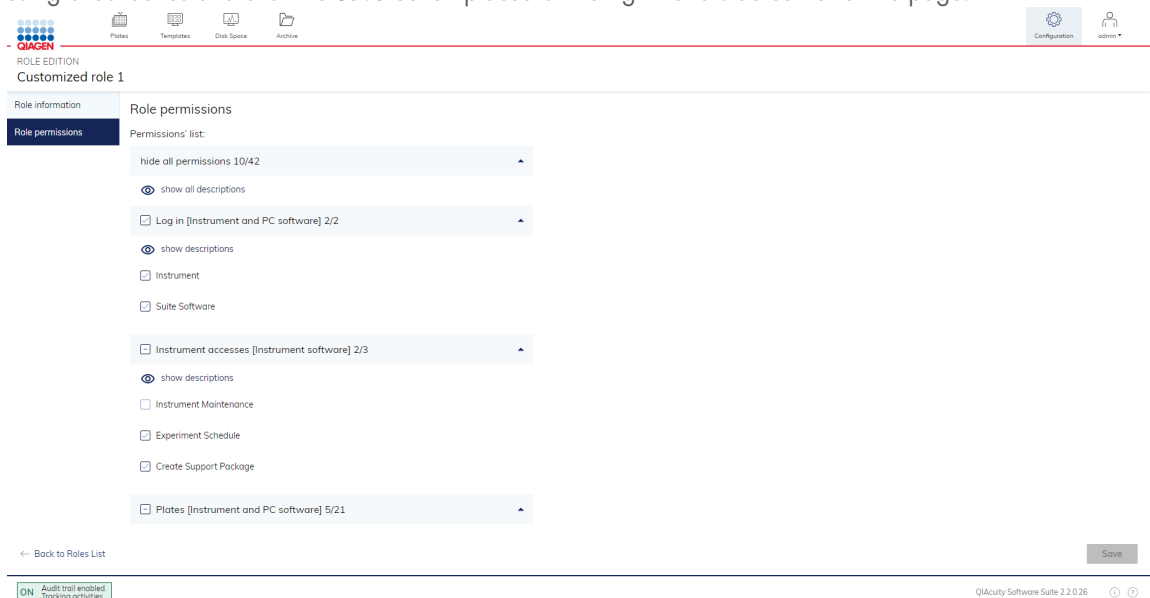 Plates Templates Disk Space Archive Configuration admin
QIAGEN
ROLE EDITION
Customized role 1
Role information
Role permissions
Role permissions
Permissions' list:
hide all permissions 10/42
show all descriptions
Log in [Instrument and PC software] 2/2
show descriptions
Instrument
Suite Software
Instrument accesses [Instrument software] 2/3
show descriptions
Instrument Maintenance
Experiment Schedule
Create Support Package
Plates [Instrument and PC software] 5/21
← Back to Roles List
Save
ON Audit trail enabled.
Tracking activities.
QIAcuity Software Suite 2.2.0.26